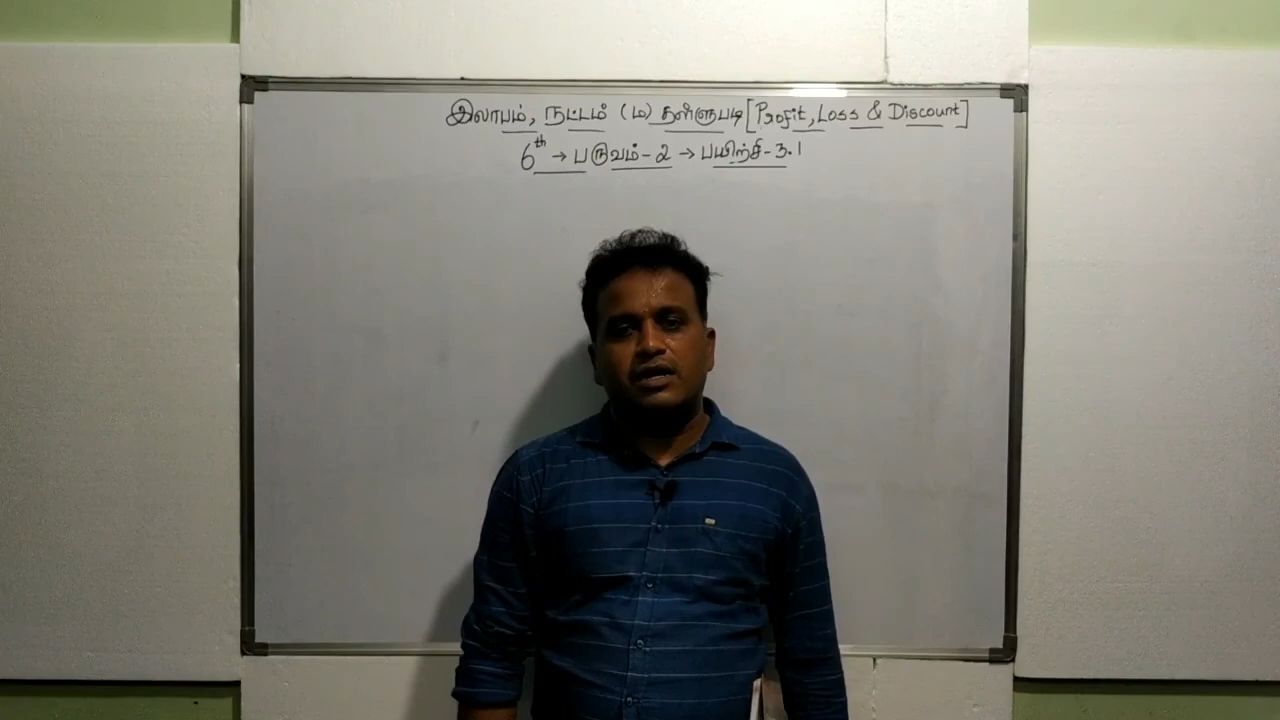 இலாபம், நட்டம் (ம) தள்ளுபடி [Profit, Loss & Discount]
6th → பருவம் - 2 → பயிற்சி - 3.1